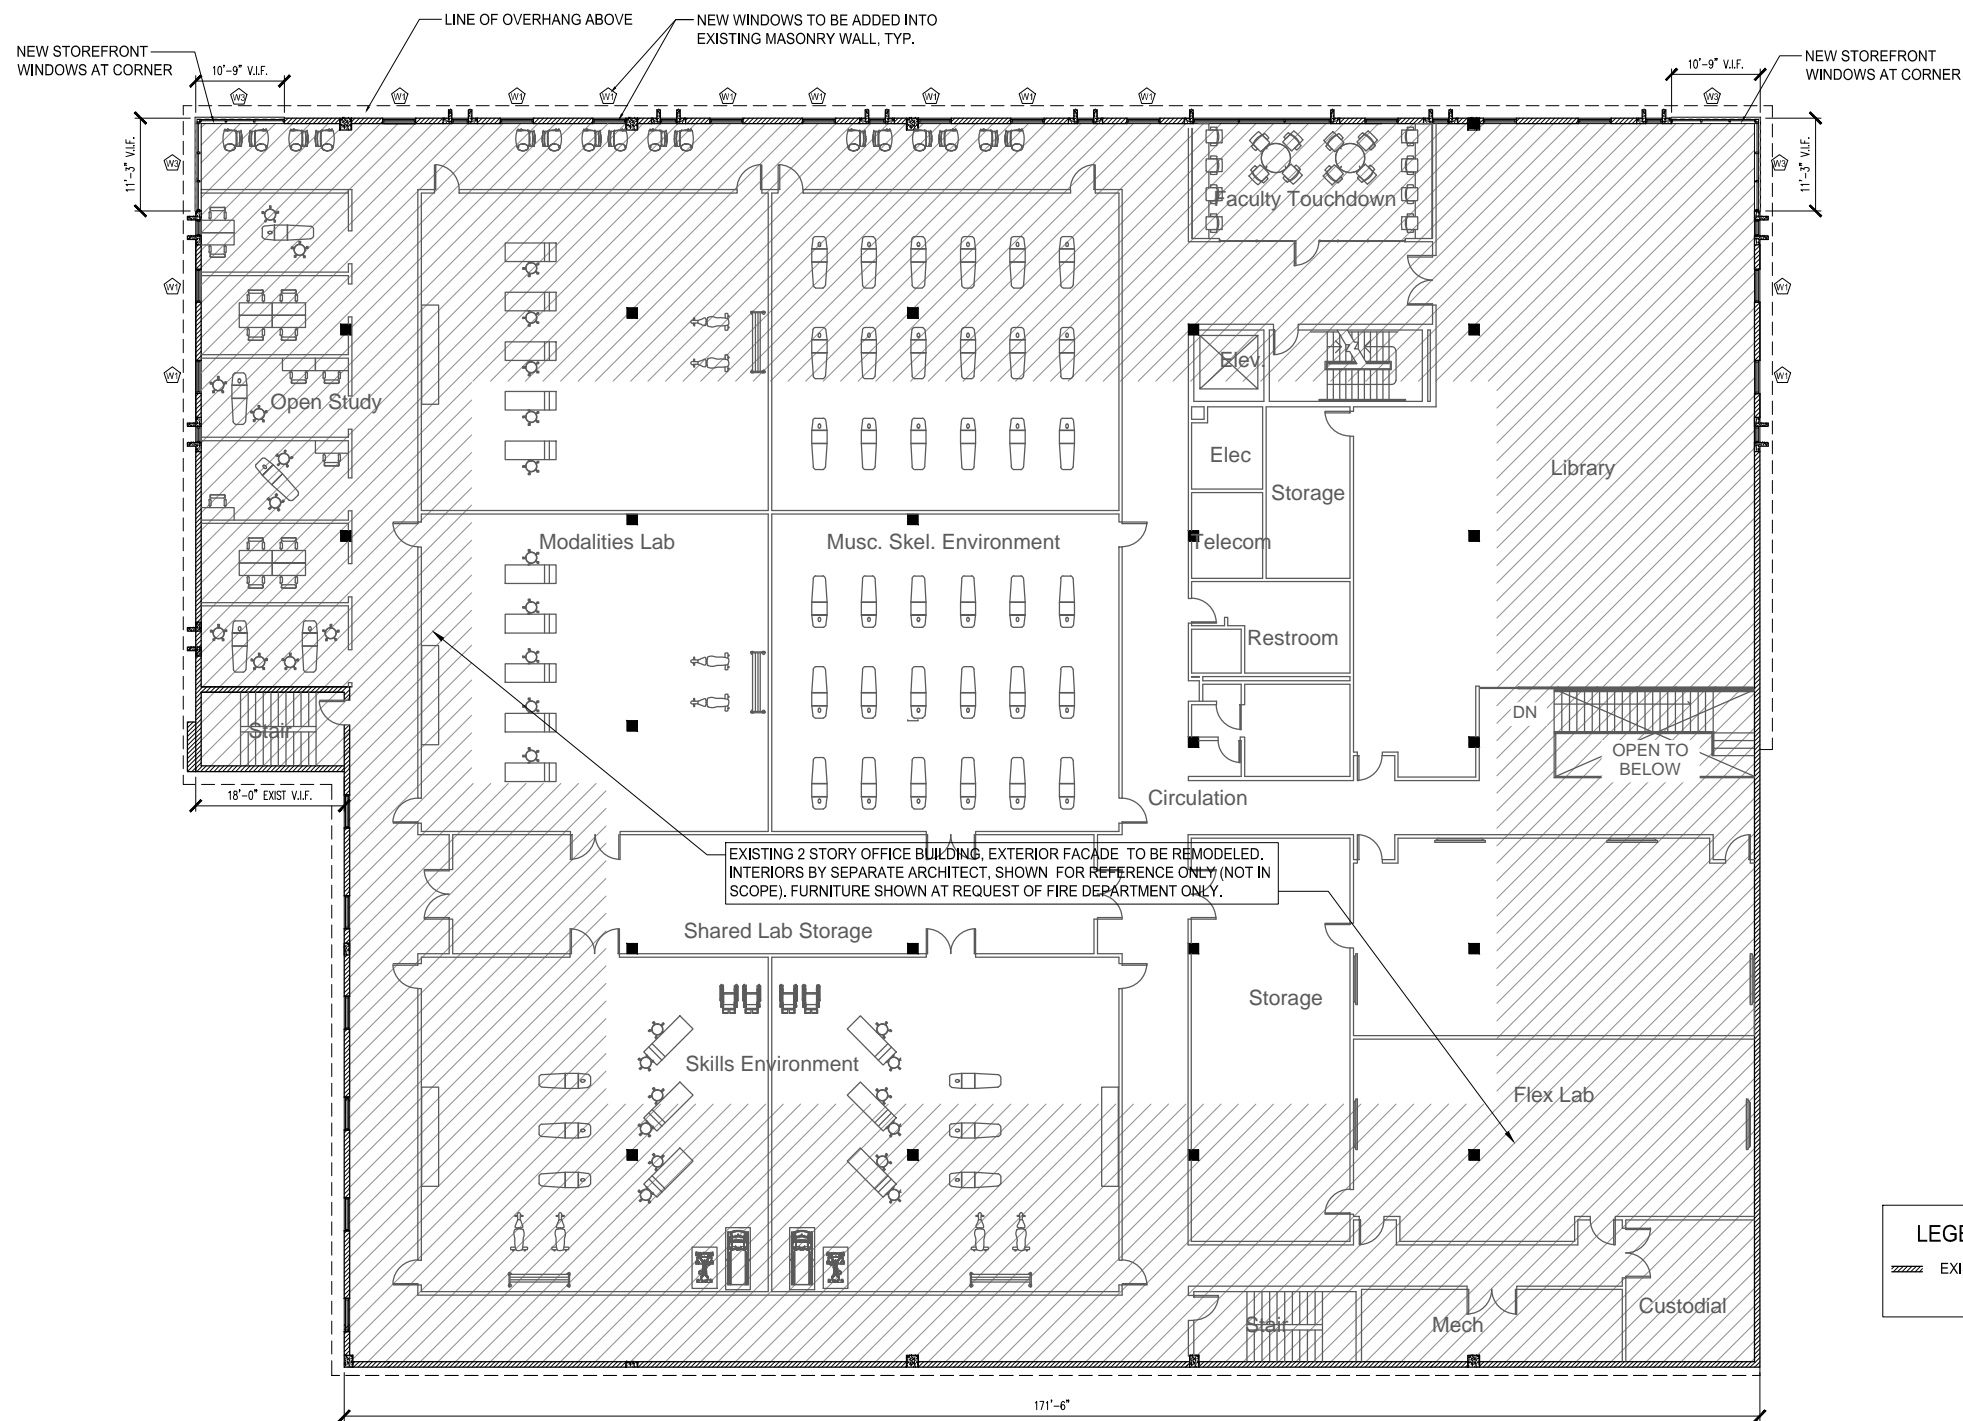 LINE OF OVERHANG ABOVE
NEW WINDOWS TO BE ADDED INTO
EXISTING MASONRY WALL, TYP.
NEW STOREFRONT
WINDOWS AT CORNER
NEW STOREFRONT
WINDOWS AT CORNER
10'-9" V.I.F.
10'-9" V.I.F.
W3
W1
W1
W1
W1
W1
W1
W1
W1
W3
11'-3" V.I.F.
W3
W3
11'-3" V.I.F.
Faculty Touchdown
W1
W1
Elev.
W1
W1
Open Study
Elec
Library
Storage
Modalities Lab
Musc. Skel. Environment
Telecom
Restroom
DN
Stair
OPEN TO
BELOW
18'-0" EXIST V.I.F.
Circulation
EXISTING 2 STORY OFFICE BUILDING, EXTERIOR FACADE TO BE REMODELED.
INTERIORS BY SEPARATE ARCHITECT, SHOWN FOR REFERENCE ONLY (NOT IN
SCOPE). FURNITURE SHOWN AT REQUEST OF FIRE DEPARTMENT ONLY.
Shared Lab Storage
Storage
Skills Environment
Flex Lab
LEGE
EXI
Custodial
Stair
Mech
171'-6"